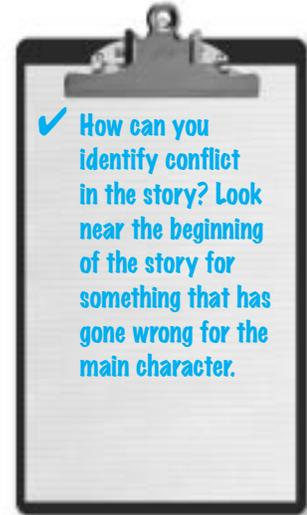 ✔ How can you
identify conflict
in the story? Look
near the beginning
of the story for
something that has
gone wrong for the
main character.